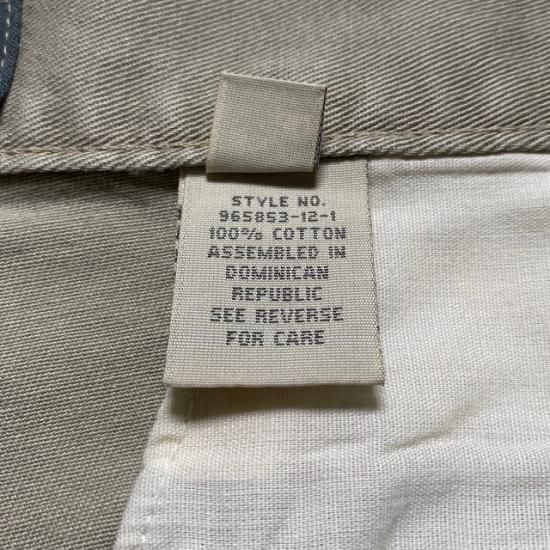 STYLE NO.
965853-12-1
100% COTTON
ASSEMBLED IN
DOMINICAN
REPUBLIC
SEE REVERSE
FOR CARE